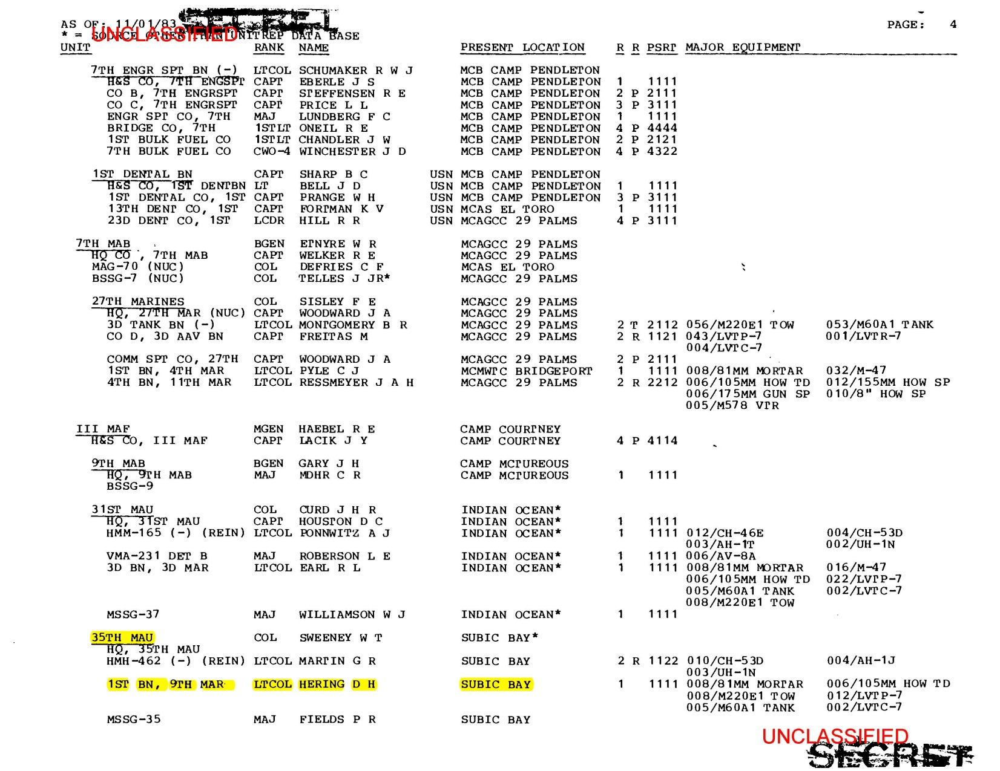 AS OF: 11/01/83 SECRET PAGE: 4
UNCLASSIFIED
* = SOURCE OTHER THAN UNITREP DATA BASE
UNIT RANK NAME PRESENT LOCATION R R PSRT MAJOR EQUIPMENT
7TH ENGR SPT BN (-) LTCOL SCHUMAKER R W J MCB CAMP PENDLETON
H&S CO, 7TH ENGSPT CAPT EBERLE J S MCB CAMP PENDLETON 1 1111
CO B, 7TH ENGRSPT CAPT STEFFENSEN R E MCB CAMP PENDLETON 2 P 2111
CO C, 7TH ENGRSPT CAPT PRICE L L MCB CAMP PENDLETON 3 P 3111
ENGR SPT CO, 7TH MAJ LUNDBERG F C MCB CAMP PENDLETON 1 1111
BRIDGE CO, 7TH 1STLT ONEIL R E MCB CAMP PENDLETON 4 P 4444
1ST BULK FUEL CO 1STLT CHANDLER J W MCB CAMP PENDLETON 2 P 2121
7TH BULK FUEL CO CWO-4 WINCHESTER J D MCB CAMP PENDLETON 4 P 4322
1ST DENTAL BN CAPT SHARP B C USN MCB CAMP PENDLETON
H&S CO, 1ST DENTBN LT BELL J D USN MCB CAMP PENDLETON 1 1111
1ST DENTAL CO, 1ST CAPT PRANGE W H USN MCB CAMP PENDLETON 3 P 3111
13TH DENT CO, 1ST CAPT FORTMAN K V USN MCAS EL TORO 1 1111
23D DENT CO, 1ST LCDR HILL R R USN MCAGCC 29 PALMS 4 P 3111
7TH MAB BGEN ETNYRE W R MCAGCC 29 PALMS
HQ CO , 7TH MAB CAPT WELKER R E MCAGCC 29 PALMS
MAG-70 (NUC) COL DEFRIES C F MCAS EL TORO
BSSG-7 (NUC) COL TELLES J JR* MCAGCC 29 PALMS
27TH MARINES COL SISLEY F E MCAGCC 29 PALMS
HQ, 27TH MAR (NUC) CAPT WOODWARD J A MCAGCC 29 PALMS
3D TANK BN (-) LTCOL MONTGOMERY B R MCAGCC 29 PALMS 2 T 2112 056/M220E1 TOW 053/M60A1 TANK
CO D, 3D AAV BN CAPT FREITAS M MCAGCC 29 PALMS 2 R 1121 043/LVTP-7 001/LVTR-7
004/LVTC-7
COMM SPT CO, 27TH CAPT WOODWARD J A MCAGCC 29 PALMS 2 P 2111
1ST BN, 4TH MAR LTCOL PYLE C J MCMWTC BRIDGEPORT 1 1111 008/81MM MORTAR 032/M-47
4TH BN, 11TH MAR LTCOL RESSMEYER J A H MCAGCC 29 PALMS 2 R 2212 006/105MM HOW TD 012/155MM HOW SP
006/175MM GUN SP 010/8" HOW SP
005/M578 VTR
III MAF MGEN HAEBEL R E CAMP COURTNEY
H&S CO, III MAF CAPT LACIK J Y CAMP COURTNEY 4 P 4114
9TH MAB BGEN GARY J H CAMP MCTUREOUS
HQ, 9TH MAB MAJ MOHR C R CAMP MCTUREOUS 1 1111
BSSG-9
31ST MAU COL CURD J H R INDIAN OCEAN*
HQ, 31ST MAU CAPT HOUSTON D C INDIAN OCEAN* 1 1111
HMM-165 (-) (REIN) LTCOL PONNWITZ A J INDIAN OCEAN* 1 1111 012/CH-46E 004/CH-53D
003/AH-1T 002/UH-1N
VMA-231 DET B MAJ ROBERSON L E INDIAN OCEAN* 1 1111 006/AV-8A
3D BN, 3D MAR LTCOL EARL R L INDIAN OCEAN* 1 1111 008/81MM MORTAR 016/M-47
006/105MM HOW TD 022/LVTP-7
005/M60A1 TANK 002/LVTC-7
008/M220E1 TOW
MSSG-37 MAJ WILLIAMSON W J INDIAN OCEAN* 1 1111
35TH MAU COL SWEENEY W T SUBIC BAY*
HQ, 35TH MAU
HMH-462 (-) (REIN) LTCOL MARTIN G R SUBIC BAY 2 R 1122 010/CH-53D 004/AH-1J
003/UH-1N
1ST BN, 9TH MAR LTCOL HERING D H SUBIC BAY 1 1111 008/81MM MORTAR 006/105MM HOW TD
008/M220E1 TOW 012/LVTP-7
005/M60A1 TANK 002/LVTC-7
MSSG-35 MAJ FIELDS P R SUBIC BAY
UNCLASSIFIED
SECRET